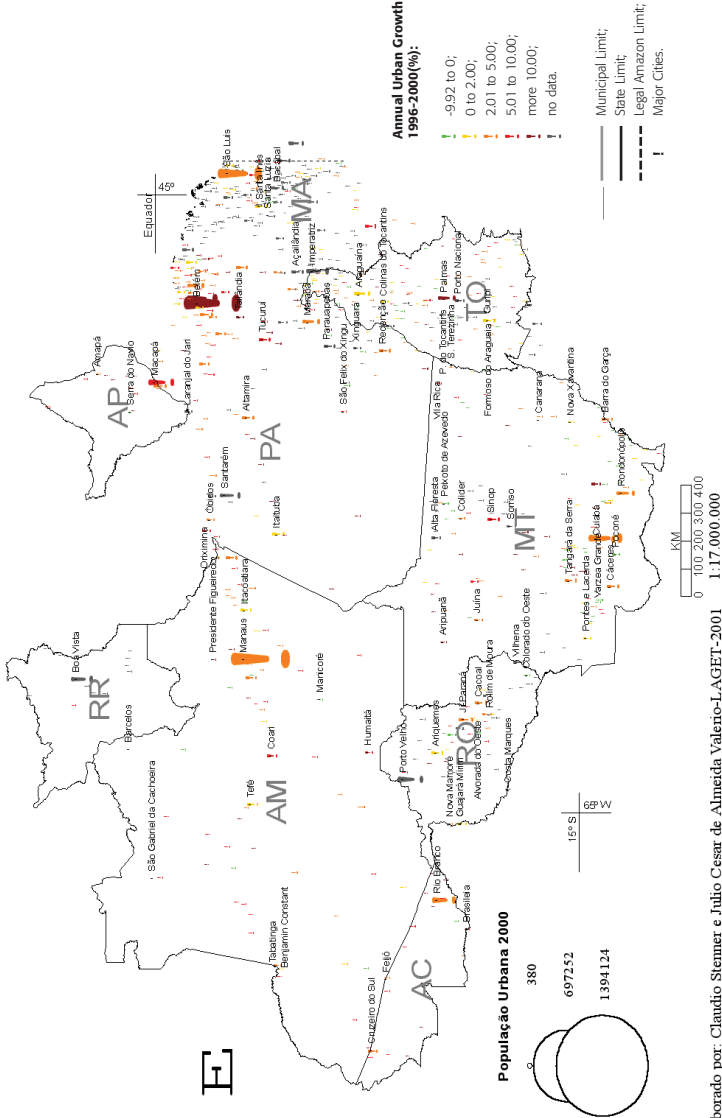 Annual Urban Growth
1996-2000(%):
-9.92 to 0;
0 to 2.00;
2.01 to 5.00;
5.01 to 10.00;
more 10.00;
no data.
Municipal Limit;
State Limit;
Legal Amazon Limit;
Major Cities.
Equador
45º
São Luis
Santa Inês
Santa Luzia
Bacabal
MA
Açailândia
Imperatriz
Belém
Tailândia
Tucuruí
Marabá
Parauapebas
São Felix do Xingu
Xinguará
Araguaína
Redenção
Colinas do Tocantins
Palmas
Porto Nacional
P. do Tocantins
S. Terezinha
TO
Gurupi
Formoso do Araguaia
Amapá
Serra do Navio
AP
Macapá
Laranjal do Jari
Altamira
PA
Santarém
Óbidos
Oriximiná
Itaituba
Vila Rica
Peixoto de Azevedo
Alta Floresta
Colíder
Sinop
Sorriso
MT
Canarana
Nova Xavantina
Barra do Garça
Rondonópolis
Tangará da Serra
Cuiabá
Poconé
Várzea Grande
Cáceres
Pontes e Lacerda
Aripuanã
Juína
Presidente Figueiredo
Itacoatiara
Manaus
Manicoré
Boa Vista
RR
Barcelos
São Gabriel da Cachoeira
Coari
Tefé
AM
Humaitá
Tabatinga
Benjamin Constant
Porto Velho
Ariquemes
Ji-Paraná
Cacoal
Rolim de Moura
RO
Vilhena
Colorado do Oeste
Nova Mamoré
Guajará Mirim
Alvorada do Oeste
Costa Marques
Rio Branco
Brasiléia
Feijó
Cruzeiro do Sul
AC
15º S
65º W
KM
0 100 200 300 400
1:17.000.000
E
População Urbana 2000
380
697252
1394124
borado por: Claudio Stenner e Julio Cesar de Almeida Valerio-LAGET-2001